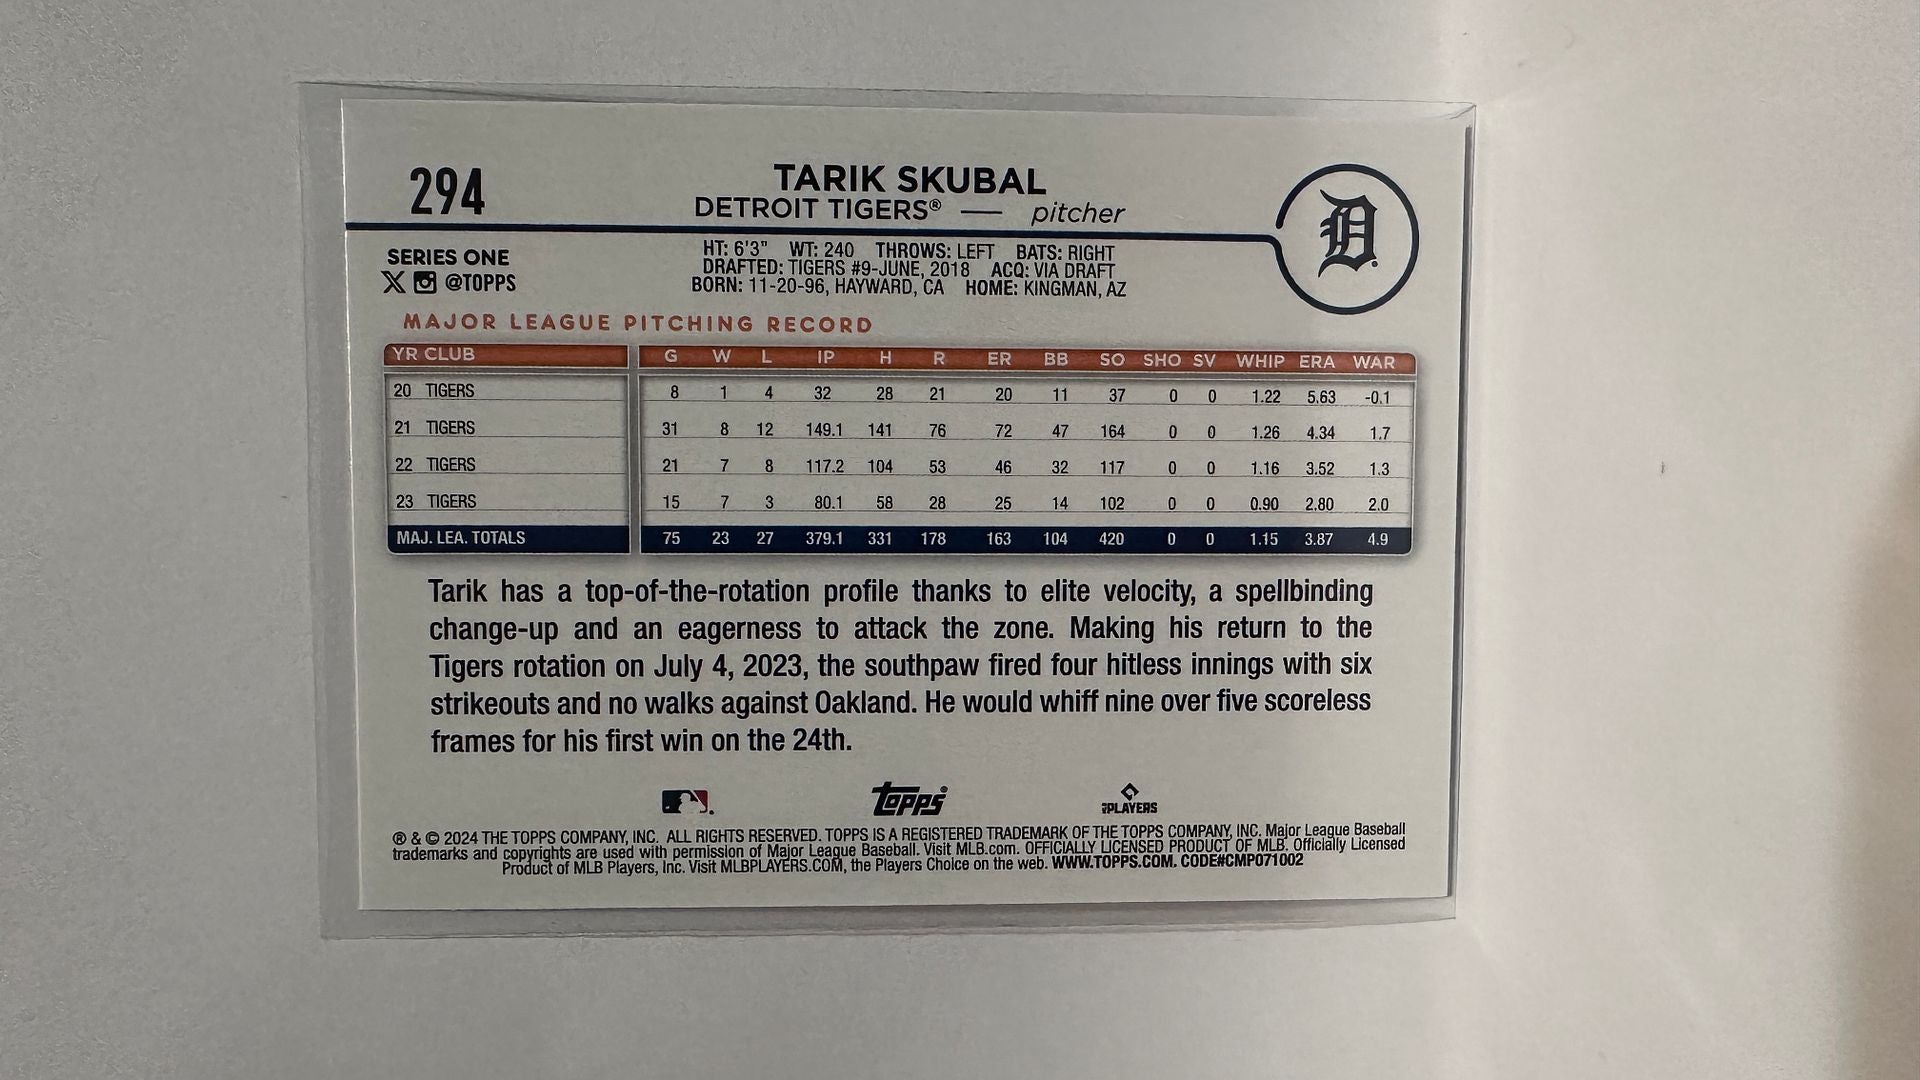 294
TARIK SKUBAL
DETROIT TIGERS® — pitcher
D
SERIES ONE
X @TOPPS
HT: 6'3" WT: 240 THROWS: LEFT BATS: RIGHT
DRAFTED: TIGERS #9-JUNE, 2018 ACQ: VIA DRAFT
BORN: 11-20-96, HAYWARD, CA HOME: KINGMAN, AZ
MAJOR LEAGUE PITCHING RECORD
YR CLUB G W L IP H R ER BB SO SHO SV WHIP ERA WAR
20 TIGERS 8 1 4 32 28 21 20 11 37 0 0 1.22 5.63 -0.1
21 TIGERS 31 8 12 149.1 141 76 72 47 164 0 0 1.26 4.34 1.7
22 TIGERS 21 7 8 117.2 104 53 46 32 117 0 0 1.16 3.52 1.3
23 TIGERS 15 7 3 80.1 58 28 25 14 102 0 0 0.90 2.80 2.0
MAJ. LEA. TOTALS 75 23 27 379.1 331 178 163 104 420 0 0 1.15 3.87 4.9
Tarik has a top-of-the-rotation profile thanks to elite velocity, a spellbinding
change-up and an eagerness to attack the zone. Making his return to the
Tigers rotation on July 4, 2023, the southpaw fired four hitless innings with six
strikeouts and no walks against Oakland. He would whiff nine over five scoreless
frames for his first win on the 24th.
topps
PLAYERS
® & © 2024 THE TOPPS COMPANY, INC. ALL RIGHTS RESERVED. TOPPS IS A REGISTERED TRADEMARK OF THE TOPPS COMPANY, INC. Major League Baseball
trademarks and copyrights are used with permission of Major League Baseball. Visit MLB.com. OFFICIALLY LICENSED PRODUCT OF MLB. Officially Licensed
Product of MLB Players, Inc. Visit MLBPLAYERS.COM, the Players Choice on the web. WWW.TOPPS.COM. CODE#CMP071002